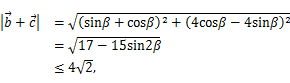 |b⃗ + c⃗| = √((sinβ + cosβ)² + (4cosβ − 4sinβ)²)
= √(17 − 15sin2β)
≤ 4√2,